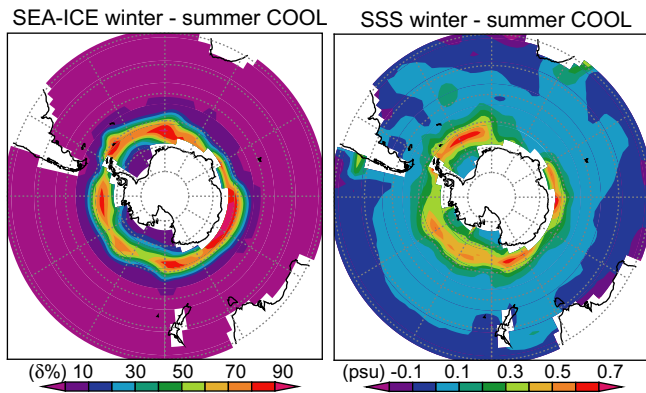 SEA-ICE winter - summer COOL
SSS winter - summer COOL
(δ%) 10 30 50 70 90
(psu) -0.1 0.1 0.3 0.5 0.7